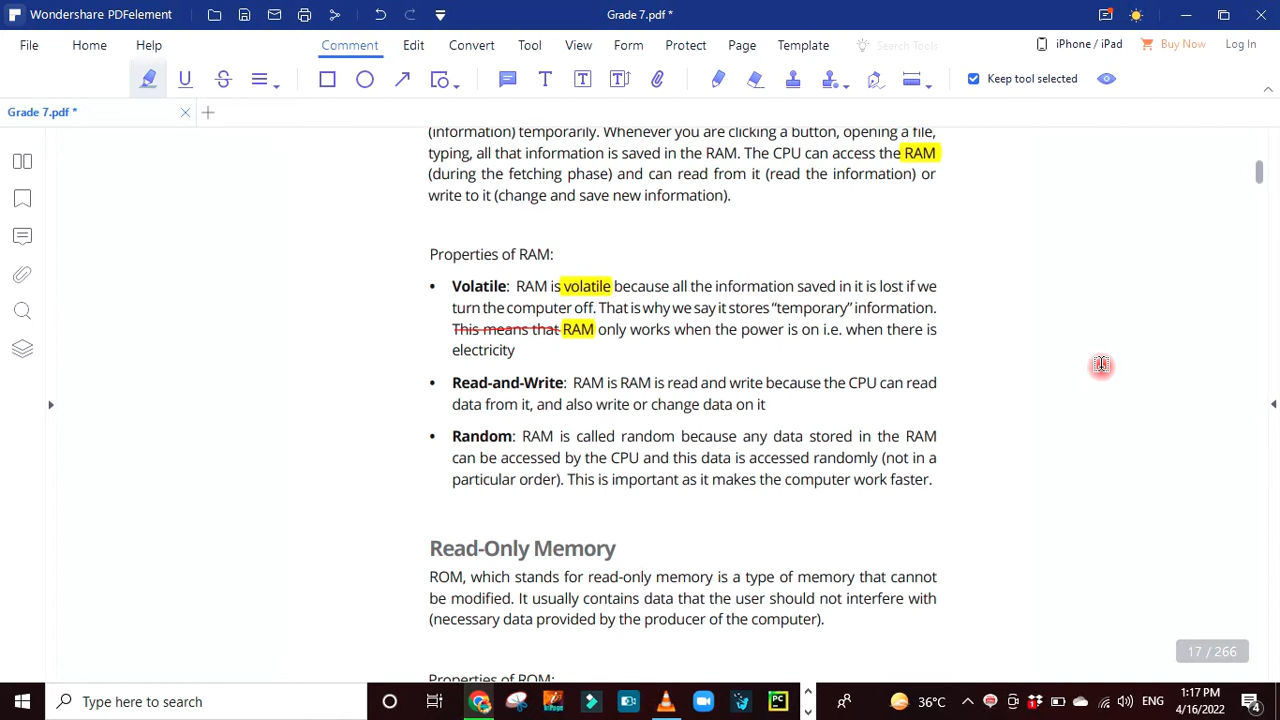 Wondershare PDFelement
Grade 7.pdf *
File Home Help Comment Edit Convert Tool View Form Protect Page Template Search Tools iPhone / iPad Buy Now Log In
Keep tool selected
Grade 7.pdf *
(information) temporarily. Whenever you are clicking a button, opening a file,
typing, all that information is saved in the RAM. The CPU can access the RAM
(during the fetching phase) and can read from it (read the information) or
write to it (change and save new information).
Properties of RAM:
• Volatile: RAM is volatile because all the information saved in it is lost if we
turn the computer off. That is why we say it stores “temporary” information.
This means that RAM only works when the power is on i.e. when there is
electricity
• Read-and-Write: RAM is RAM is read and write because the CPU can read
data from it, and also write or change data on it
• Random: RAM is called random because any data stored in the RAM
can be accessed by the CPU and this data is accessed randomly (not in a
particular order). This is important as it makes the computer work faster.
Read-Only Memory
ROM, which stands for read-only memory is a type of memory that cannot
be modified. It usually contains data that the user should not interfere with
(necessary data provided by the producer of the computer).
17 / 266
Properties of ROM:
Type here to search
36°C
ENG
1:17 PM
4/16/2022
4